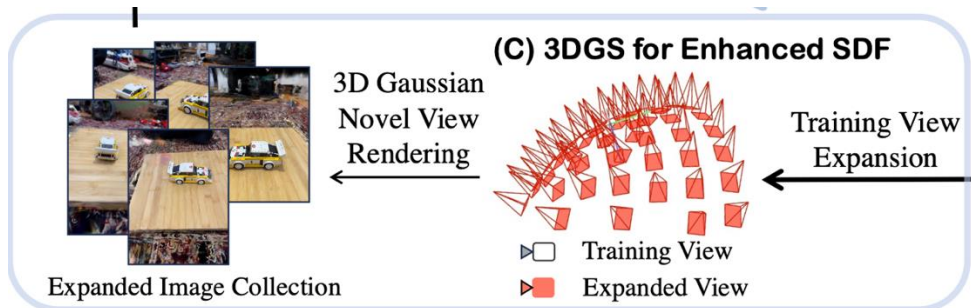 (C) 3DGS for Enhanced SDF
3D Gaussian
Novel View
Rendering
Training View
Expansion
Training View
Expanded View
Expanded Image Collection